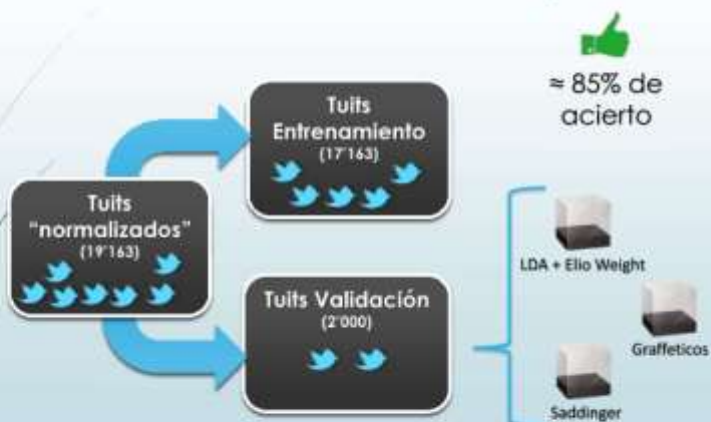 ≈ 85% de
acierto
Tuits
Entrenamiento
(17'163)
Tuits
"normalizados"
(19'163)
Tuits Validación
(2'000)
LDA + Elio Weight
Graffeticos
Saddinger